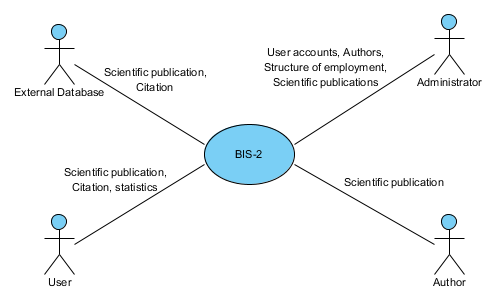 User accounts, Authors,
Structure of employment,
Scientific publications
Administrator
Scientific publication,
Citation
External Database
BIS-2
Scientific publication,
Citation, statistics
Scientific publication
User
Author